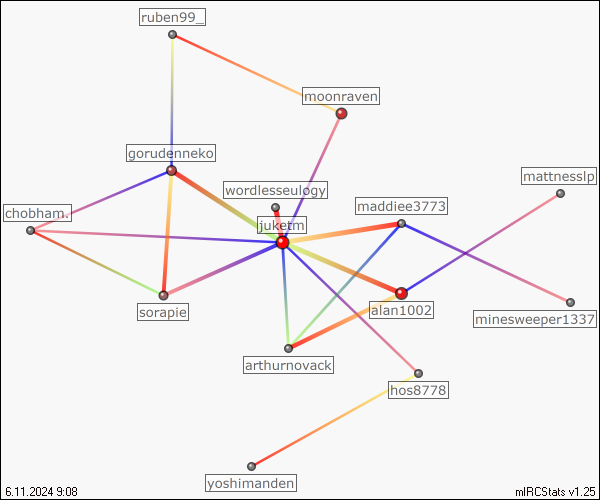 ruben99_
moonraven
gorudenneko
mattnesslp
wordlesseulogy
maddiee3773
chobham.
juketm
sorapie
alan1002
minesweeper1337
arthurnovack
hos8778
yoshimanden
6.11.2024 9:08
mIRCStats v1.25